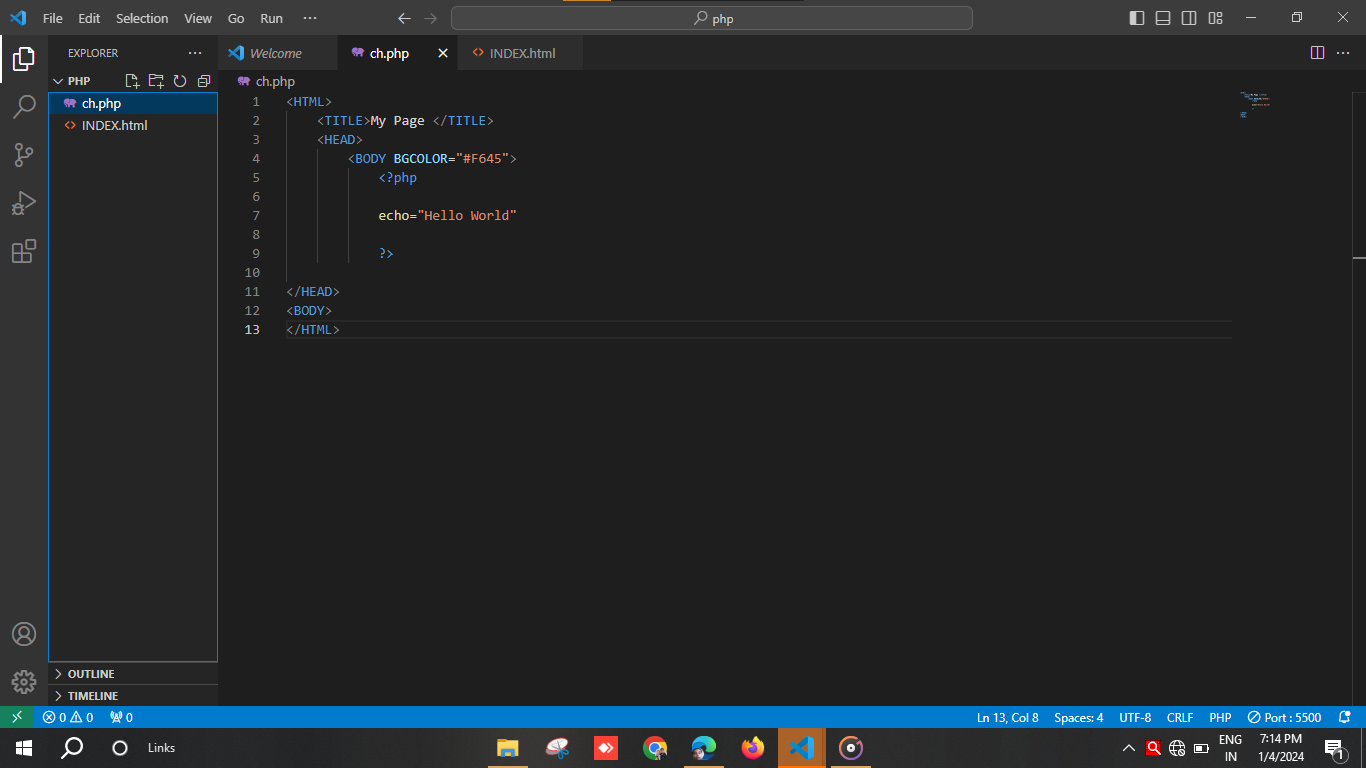 File Edit Selection View Go Run ···
php
EXPLORER ···
Welcome
ch.php
INDEX.html
PHP
ch.php
INDEX.html
ch.php
1 <HTML>
2 <TITLE>My Page </TITLE>
3 <HEAD>
4 <BODY BGCOLOR="#F645">
5 <?php
6
7 echo="Hello World"
8
9 ?>
10
11 </HEAD>
12 <BODY>
13 </HTML>
OUTLINE
TIMELINE
0 0 0
Ln 13, Col 8 Spaces: 4 UTF-8 CRLF PHP Port : 5500
Links
ENG
IN
7:14 PM
1/4/2024
1